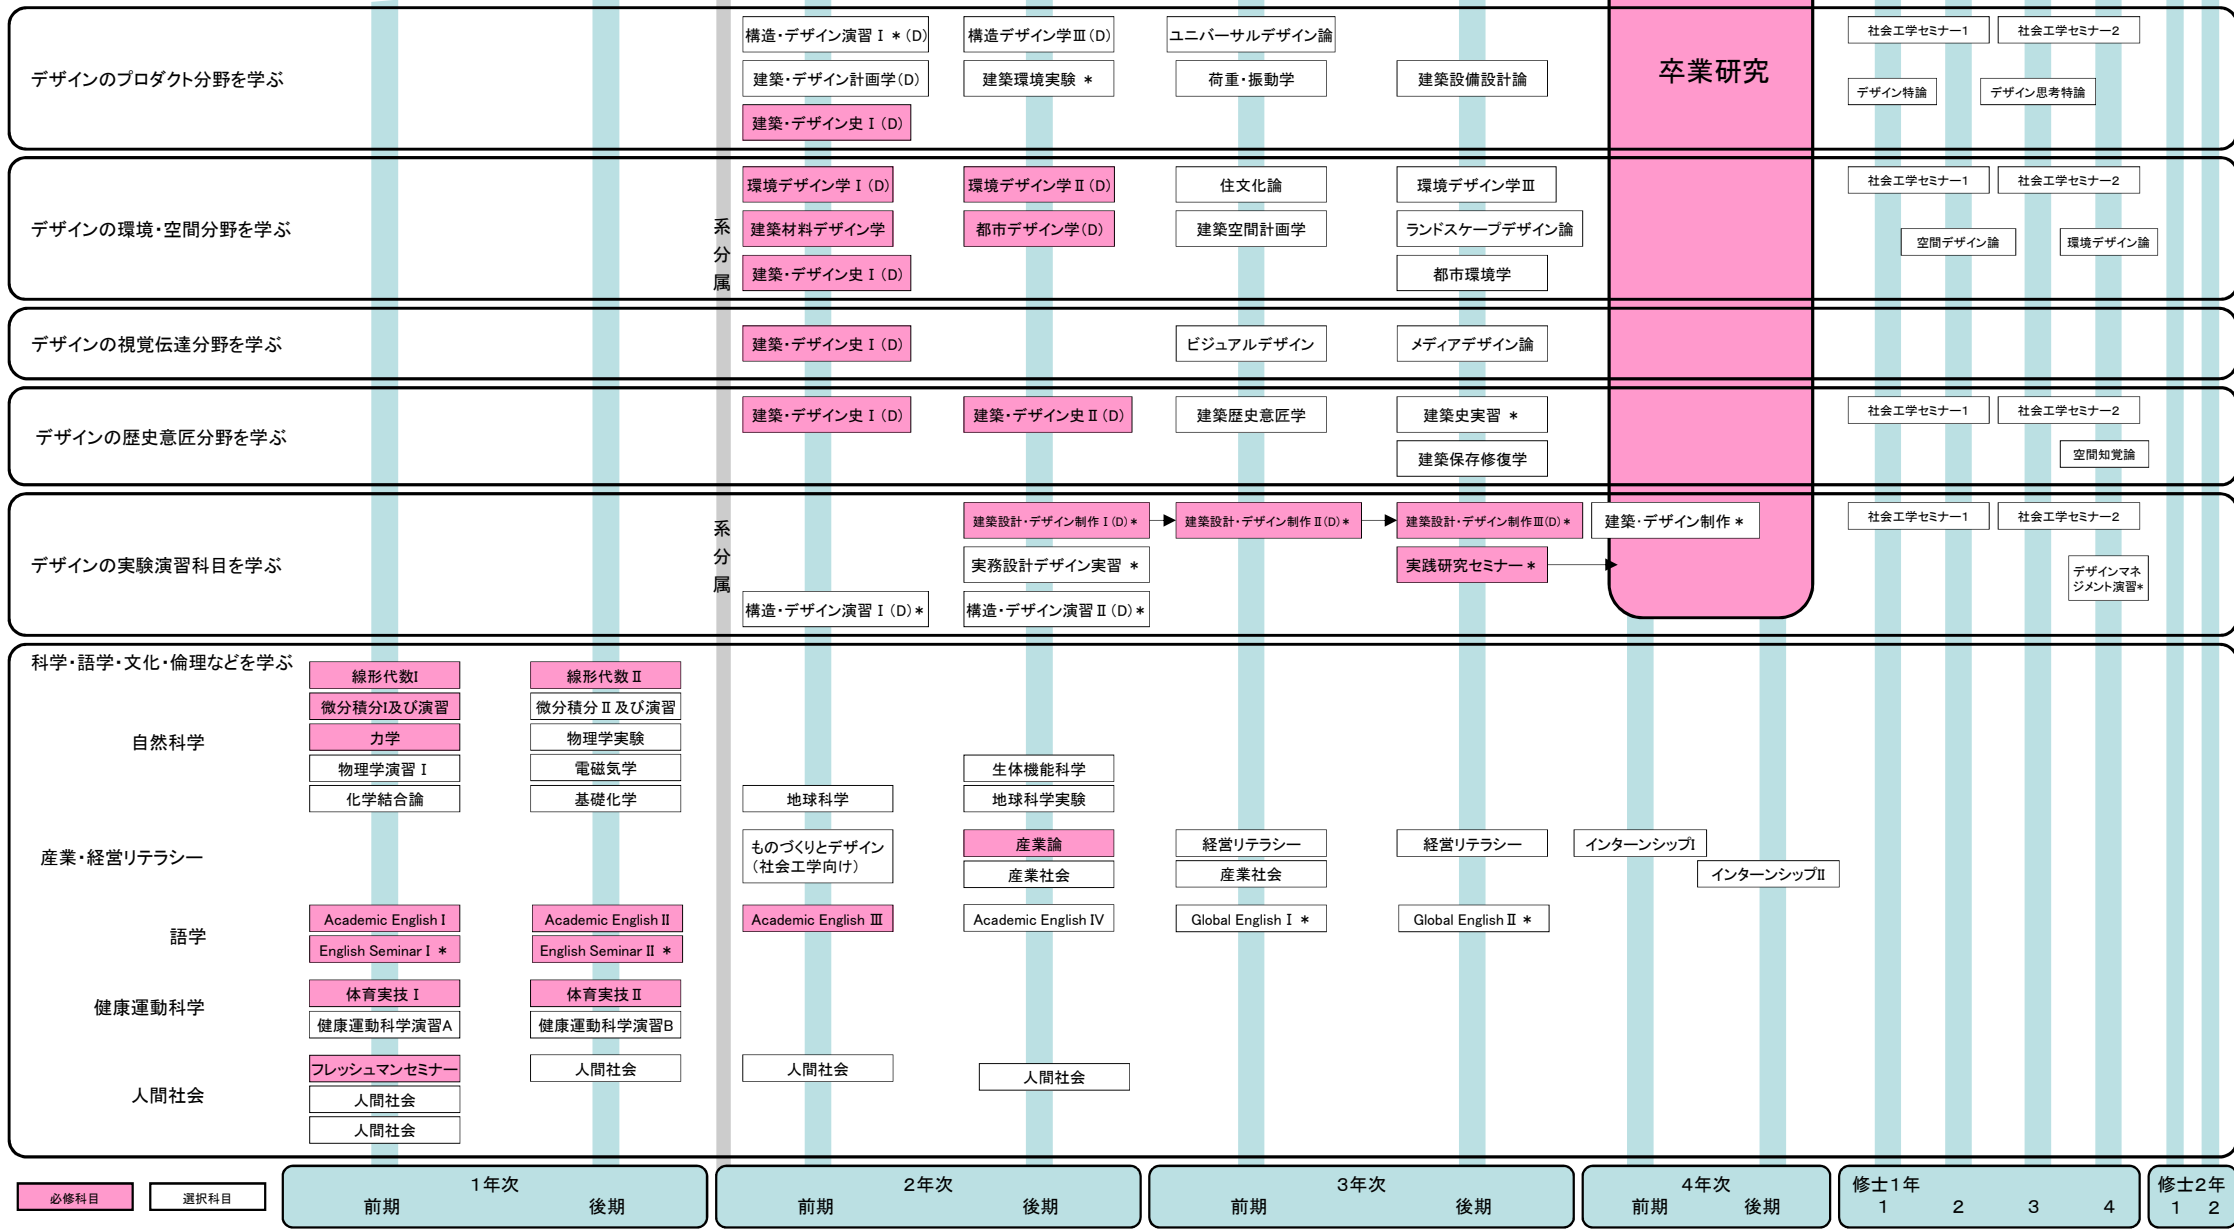 デザインのプロダクト分野を学ぶ
構造・デザイン演習Ⅰ＊(D)
構造デザイン学Ⅲ(D)
ユニバーサルデザイン論
建築・デザイン計画学(D)
建築環境実験 ＊
荷重・振動学
建築設備設計論
建築・デザイン史Ⅰ(D)
卒業研究
社会工学セミナー1
社会工学セミナー2
デザイン特論
デザイン思考特論
デザインの環境・空間分野を学ぶ
系分属
環境デザイン学Ⅰ(D)
環境デザイン学Ⅱ(D)
住文化論
環境デザイン学Ⅲ
建築材料デザイン学
都市デザイン学(D)
建築空間計画学
ランドスケープデザイン論
建築・デザイン史Ⅰ(D)
都市環境学
社会工学セミナー1
社会工学セミナー2
空間デザイン論
環境デザイン論
デザインの視覚伝達分野を学ぶ
建築・デザイン史Ⅰ(D)
ビジュアルデザイン
メディアデザイン論
デザインの歴史意匠分野を学ぶ
建築・デザイン史Ⅰ(D)
建築・デザイン史Ⅱ(D)
建築歴史意匠学
建築史実習 ＊
建築保存修復学
社会工学セミナー1
社会工学セミナー2
空間知覚論
デザインの実験演習科目を学ぶ
系分属
建築設計・デザイン制作Ⅰ(D)＊
建築設計・デザイン制作Ⅱ(D)＊
建築設計・デザイン制作Ⅲ(D)＊
建築・デザイン制作＊
実務設計デザイン実習 ＊
実践研究セミナー＊
構造・デザイン演習Ⅰ(D)＊
構造・デザイン演習Ⅱ(D)＊
社会工学セミナー1
社会工学セミナー2
デザインマネ
ジメント演習＊
科学・語学・文化・倫理などを学ぶ
自然科学
線形代数I
線形代数Ⅱ
微分積分I及び演習
微分積分Ⅱ及び演習
力学
物理学実験
物理学演習Ⅰ
電磁気学
生体機能科学
化学結合論
基礎化学
地球科学
地球科学実験
産業・経営リテラシー
ものづくりとデザイン
(社会工学向け)
産業論
経営リテラシー
経営リテラシー
インターンシップI
産業社会
産業社会
インターンシップⅡ
語学
Academic English I
Academic English II
Academic English Ⅲ
Academic English IV
Global English Ⅰ ＊
Global English Ⅱ ＊
English Seminar I ＊
English Seminar II ＊
健康運動科学
体育実技Ⅰ
体育実技Ⅱ
健康運動科学演習A
健康運動科学演習B
人間社会
フレッシュマンセミナー
人間社会
人間社会
人間社会
人間社会
人間社会
必修科目
選択科目
1年次
前期
後期
2年次
前期
後期
3年次
前期
後期
4年次
前期
後期
修士1年
1
2
3
4
修士2年
1
2